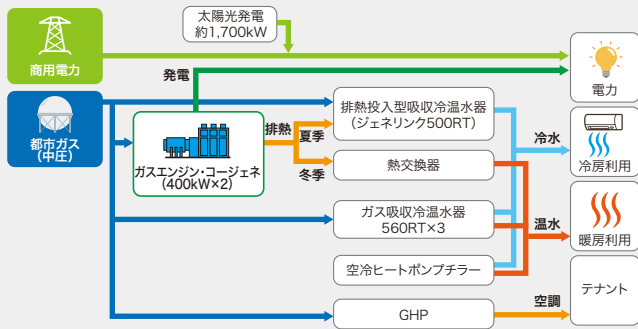 太陽光発電
約1,700kW
商用電力
発電
電力
都市ガス
(中圧)
ガスエンジン・コージェネ
(400kW×2)
排熱
夏季
冬季
排熱投入型吸収冷温水器
(ジェネリンク500RT)
熱交換器
ガス吸収冷温水器
560RT×3
空冷ヒートポンプチラー
GHP
冷水
冷房利用
温水
暖房利用
空調
テナント